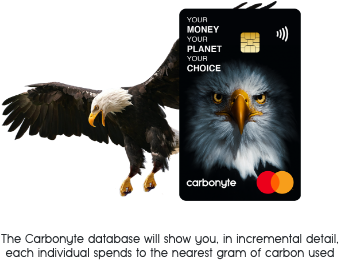 YOUR
MONEY
YOUR
PLANET
YOUR
CHOICE
carbonyte
The Carbonyte database will show you, in incremental detail,
each individual spends to the nearest gram of carbon used